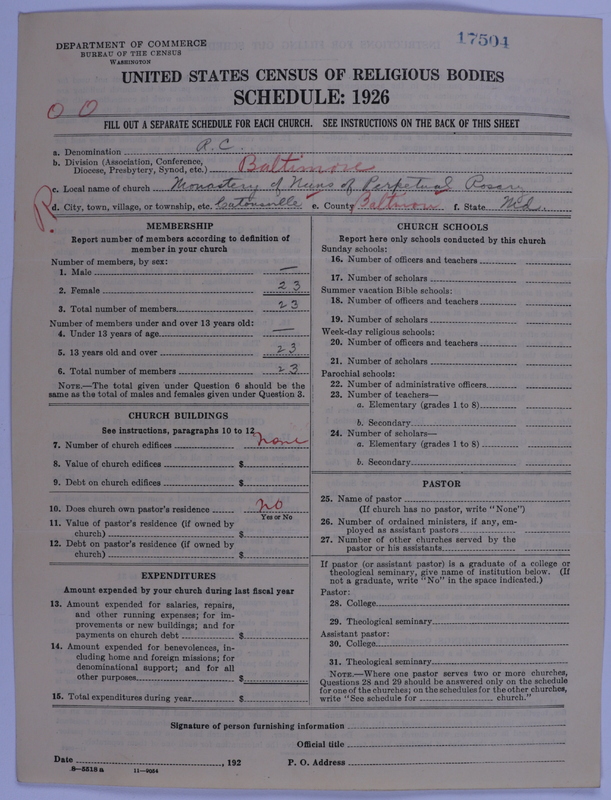 17504
DEPARTMENT OF COMMERCE
BUREAU OF THE CENSUS
WASHINGTON
UNITED STATES CENSUS OF RELIGIOUS BODIES
SCHEDULE: 1926
O O
FILL OUT A SEPARATE SCHEDULE FOR EACH CHURCH. SEE INSTRUCTIONS ON THE BACK OF THIS SHEET
a. Denomination R.C.
b. Division (Association, Conference, Diocese, Presbytery, Synod, etc.) Baltimore
c. Local name of church Monastery of Nuns of Perpetual Rosary
d. City, town, village, or township, etc. Catonsville e. County Baltimore f. State Md.
R
MEMBERSHIP
Report number of members according to definition of
member in your church
Number of members, by sex:
1. Male —
2. Female 23
3. Total number of members 23
Number of members under and over 13 years old:
4. Under 13 years of age —
5. 13 years old and over 23
6. Total number of members 23
NOTE.—The total given under Question 6 should be the
same as the total of males and females given under Question 3.
CHURCH BUILDINGS
See instructions, paragraphs 10 to 12
7. Number of church edifices none
8. Value of church edifices $
9. Debt on church edifices $
10. Does church own pastor's residence no
Yes or No
11. Value of pastor's residence (if owned by
church) $
12. Debt on pastor's residence (if owned by
church) $
EXPENDITURES
Amount expended by your church during last fiscal year
13. Amount expended for salaries, repairs,
and other running expenses; for im-
provements or new buildings; and for
payments on church debt $
14. Amount expended for benevolences, in-
cluding home and foreign missions; for
denominational support; and for all
other purposes $
15. Total expenditures during year $
CHURCH SCHOOLS
Report here only schools conducted by this church
Sunday schools:
16. Number of officers and teachers
17. Number of scholars
Summer vacation Bible schools:
18. Number of officers and teachers
19. Number of scholars
Week-day religious schools:
20. Number of officers and teachers
21. Number of scholars
Parochial schools:
22. Number of administrative officers
23. Number of teachers—
a. Elementary (grades 1 to 8)
b. Secondary
24. Number of scholars—
a. Elementary (grades 1 to 8)
b. Secondary
PASTOR
25. Name of pastor
(If church has no pastor, write "None")
26. Number of ordained ministers, if any, em-
ployed as assistant pastors
27. Number of other churches served by the
pastor or his assistants
If pastor (or assistant pastor) is a graduate of a college or
theological seminary, give name of institution below. (If
not a graduate, write "No" in the space indicated.)
Pastor:
28. College
29. Theological seminary
Assistant pastor:
30. College
31. Theological seminary
NOTE.—Where one pastor serves two or more churches,
Questions 28 and 29 should be answered only on the schedule
for one of the churches; on the schedules for the other churches,
write "See schedule for church."
Signature of person furnishing information
Official title
Date , 192 P. O. Address
8—5518 a 11—9054